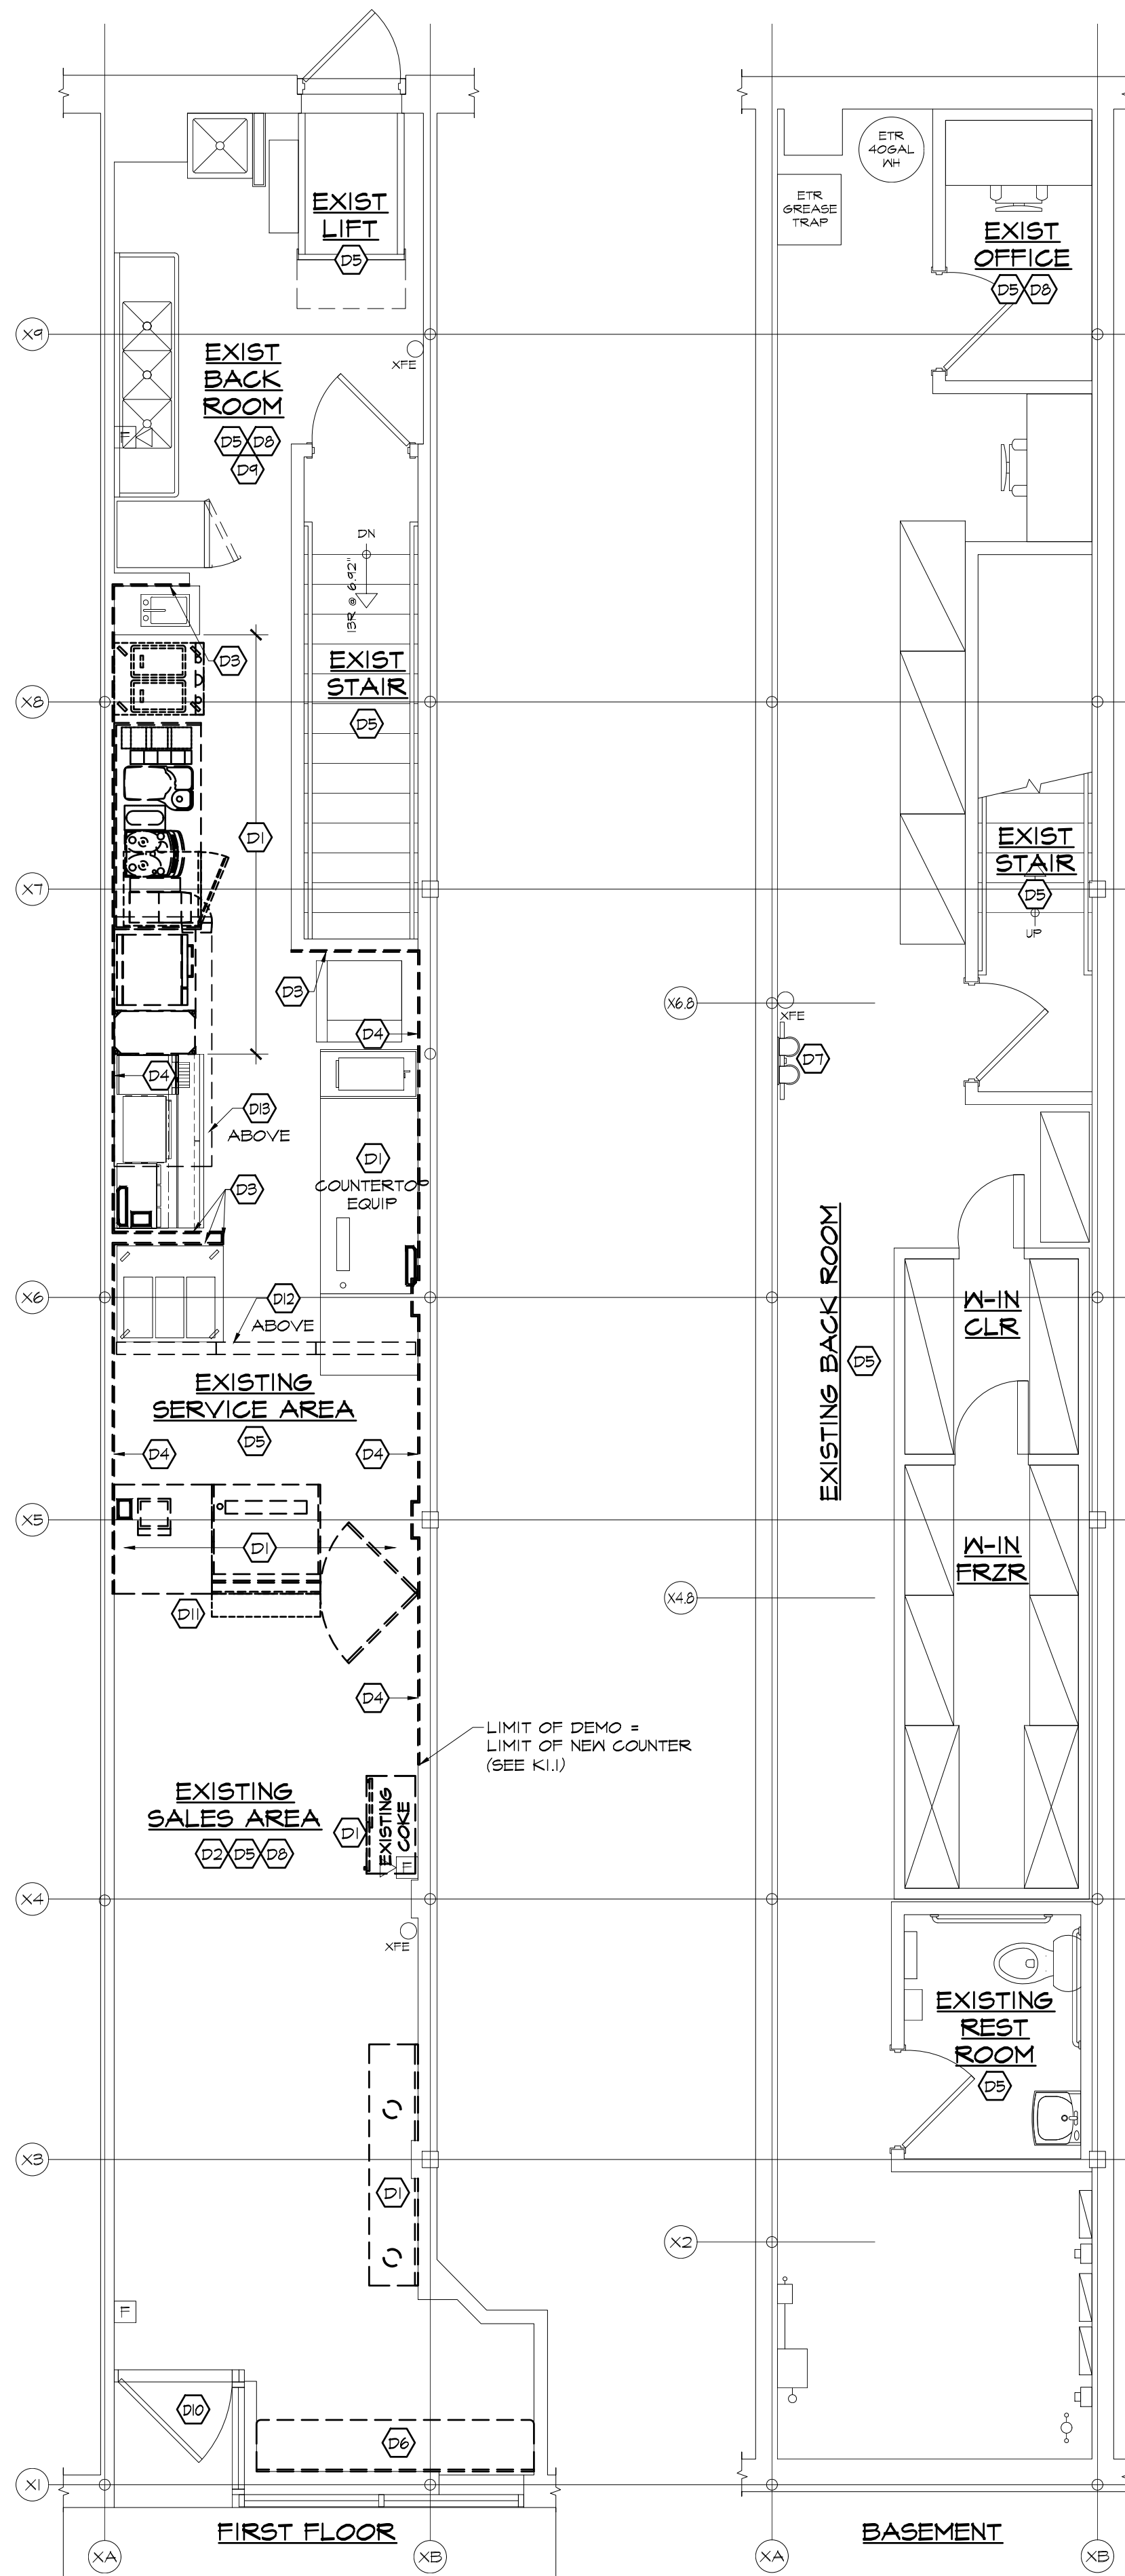 EXIST
LIFT
D5
X9
EXIST
BACK
ROOM
D5 D8
D9
XFE
F
DN
13R @ 6.92"
D3
EXIST
STAIR
D5
X8
D1
X7
D3
D4
D4
D13
ABOVE
D1
COUNTERTOP
EQUIP
D3
X6
D12
ABOVE
EXISTING
SERVICE AREA
D5
D4
D4
X5
D1
D11
D4
LIMIT OF DEMO =
LIMIT OF NEW COUNTER
(SEE K1.1)
EXISTING
SALES AREA
D2 D5 D8
D1
EXISTING
COKE
F
X4
XFE
X3
D1
F
D10
D6
X1
FIRST FLOOR
XA
XB
ETR
40GAL
WH
ETR
GREASE
TRAP
EXIST
OFFICE
D5 D8
EXIST
STAIR
D5
UP
X6.8
XFE
D7
EXISTING BACK ROOM
D5
W-IN
CLR
W-IN
FRZR
X4.8
EXISTING
REST
ROOM
D5
X2
BASEMENT
XA
XB